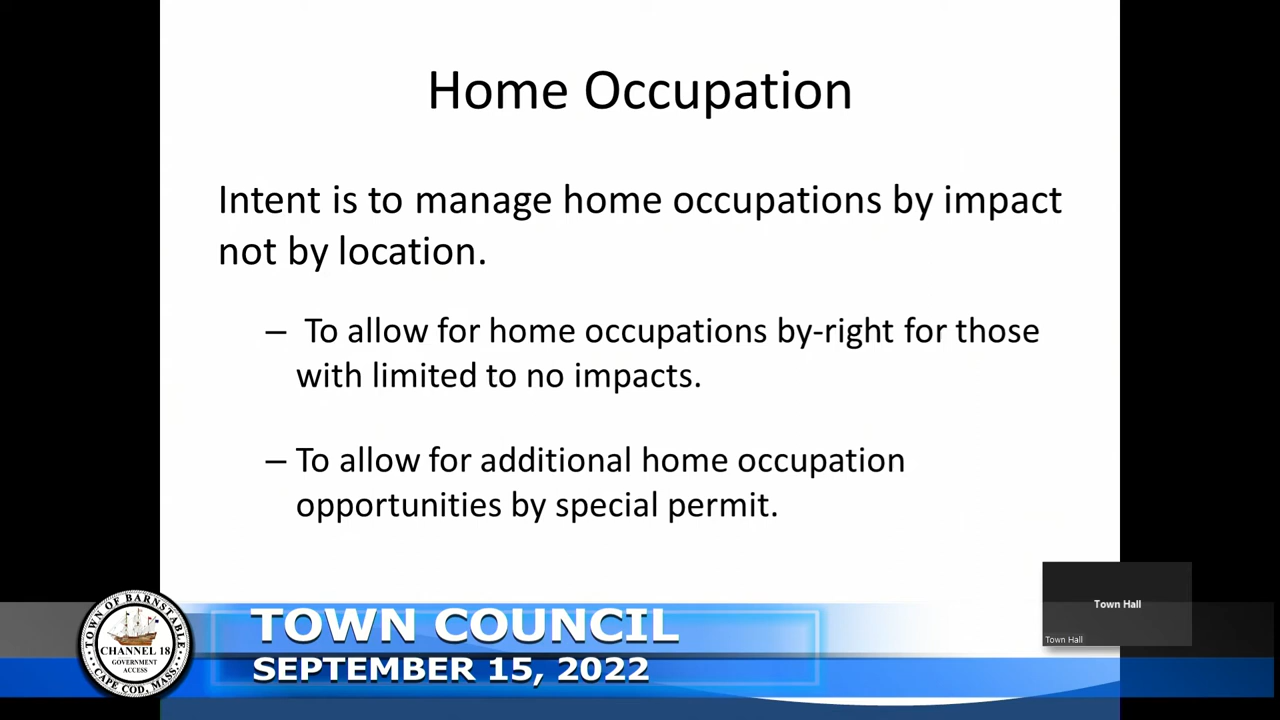 Home Occupation
Intent is to manage home occupations by impact
not by location.
– To allow for home occupations by-right for those
with limited to no impacts.
– To allow for additional home occupation
opportunities by special permit.
TOWN OF BARNSTABLE
CHANNEL 18
GOVERNMENT
ACCESS
CAPE COD, MASS.
TOWN COUNCIL
SEPTEMBER 15, 2022
Town Hall
Town Hall